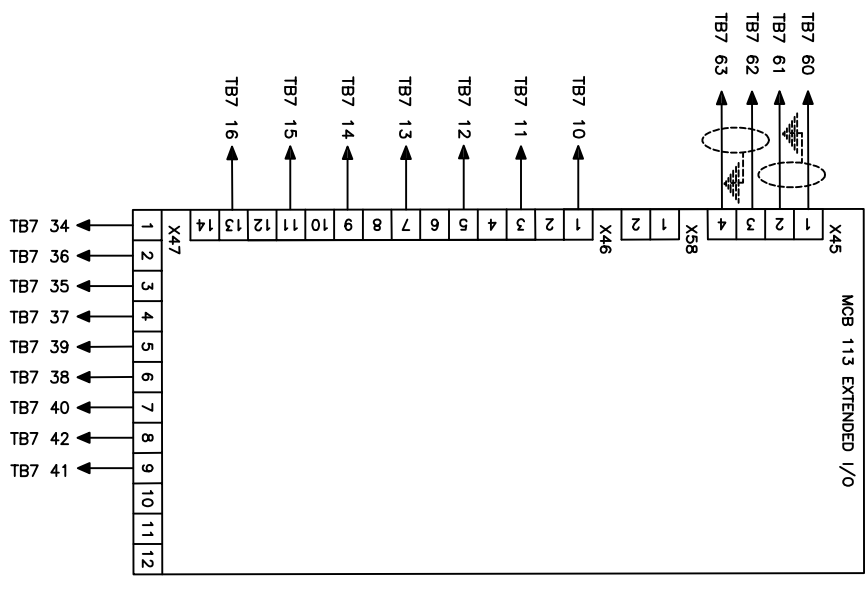 TB7 63
TB7 62
TB7 61
TB7 60
TB7 16
TB7 15
TB7 14
TB7 13
TB7 12
TB7 11
TB7 10
X47
14 13 12 11 10 9 8 7 6 5 4 3 2 1
X46
2 1
X58
4 3 2 1
X45
MCB 113 EXTENDED I/O
TB7 34 1
TB7 36 2
TB7 35 3
TB7 37 4
TB7 39 5
TB7 38 6
TB7 40 7
TB7 42 8
TB7 41 9
10
11
12